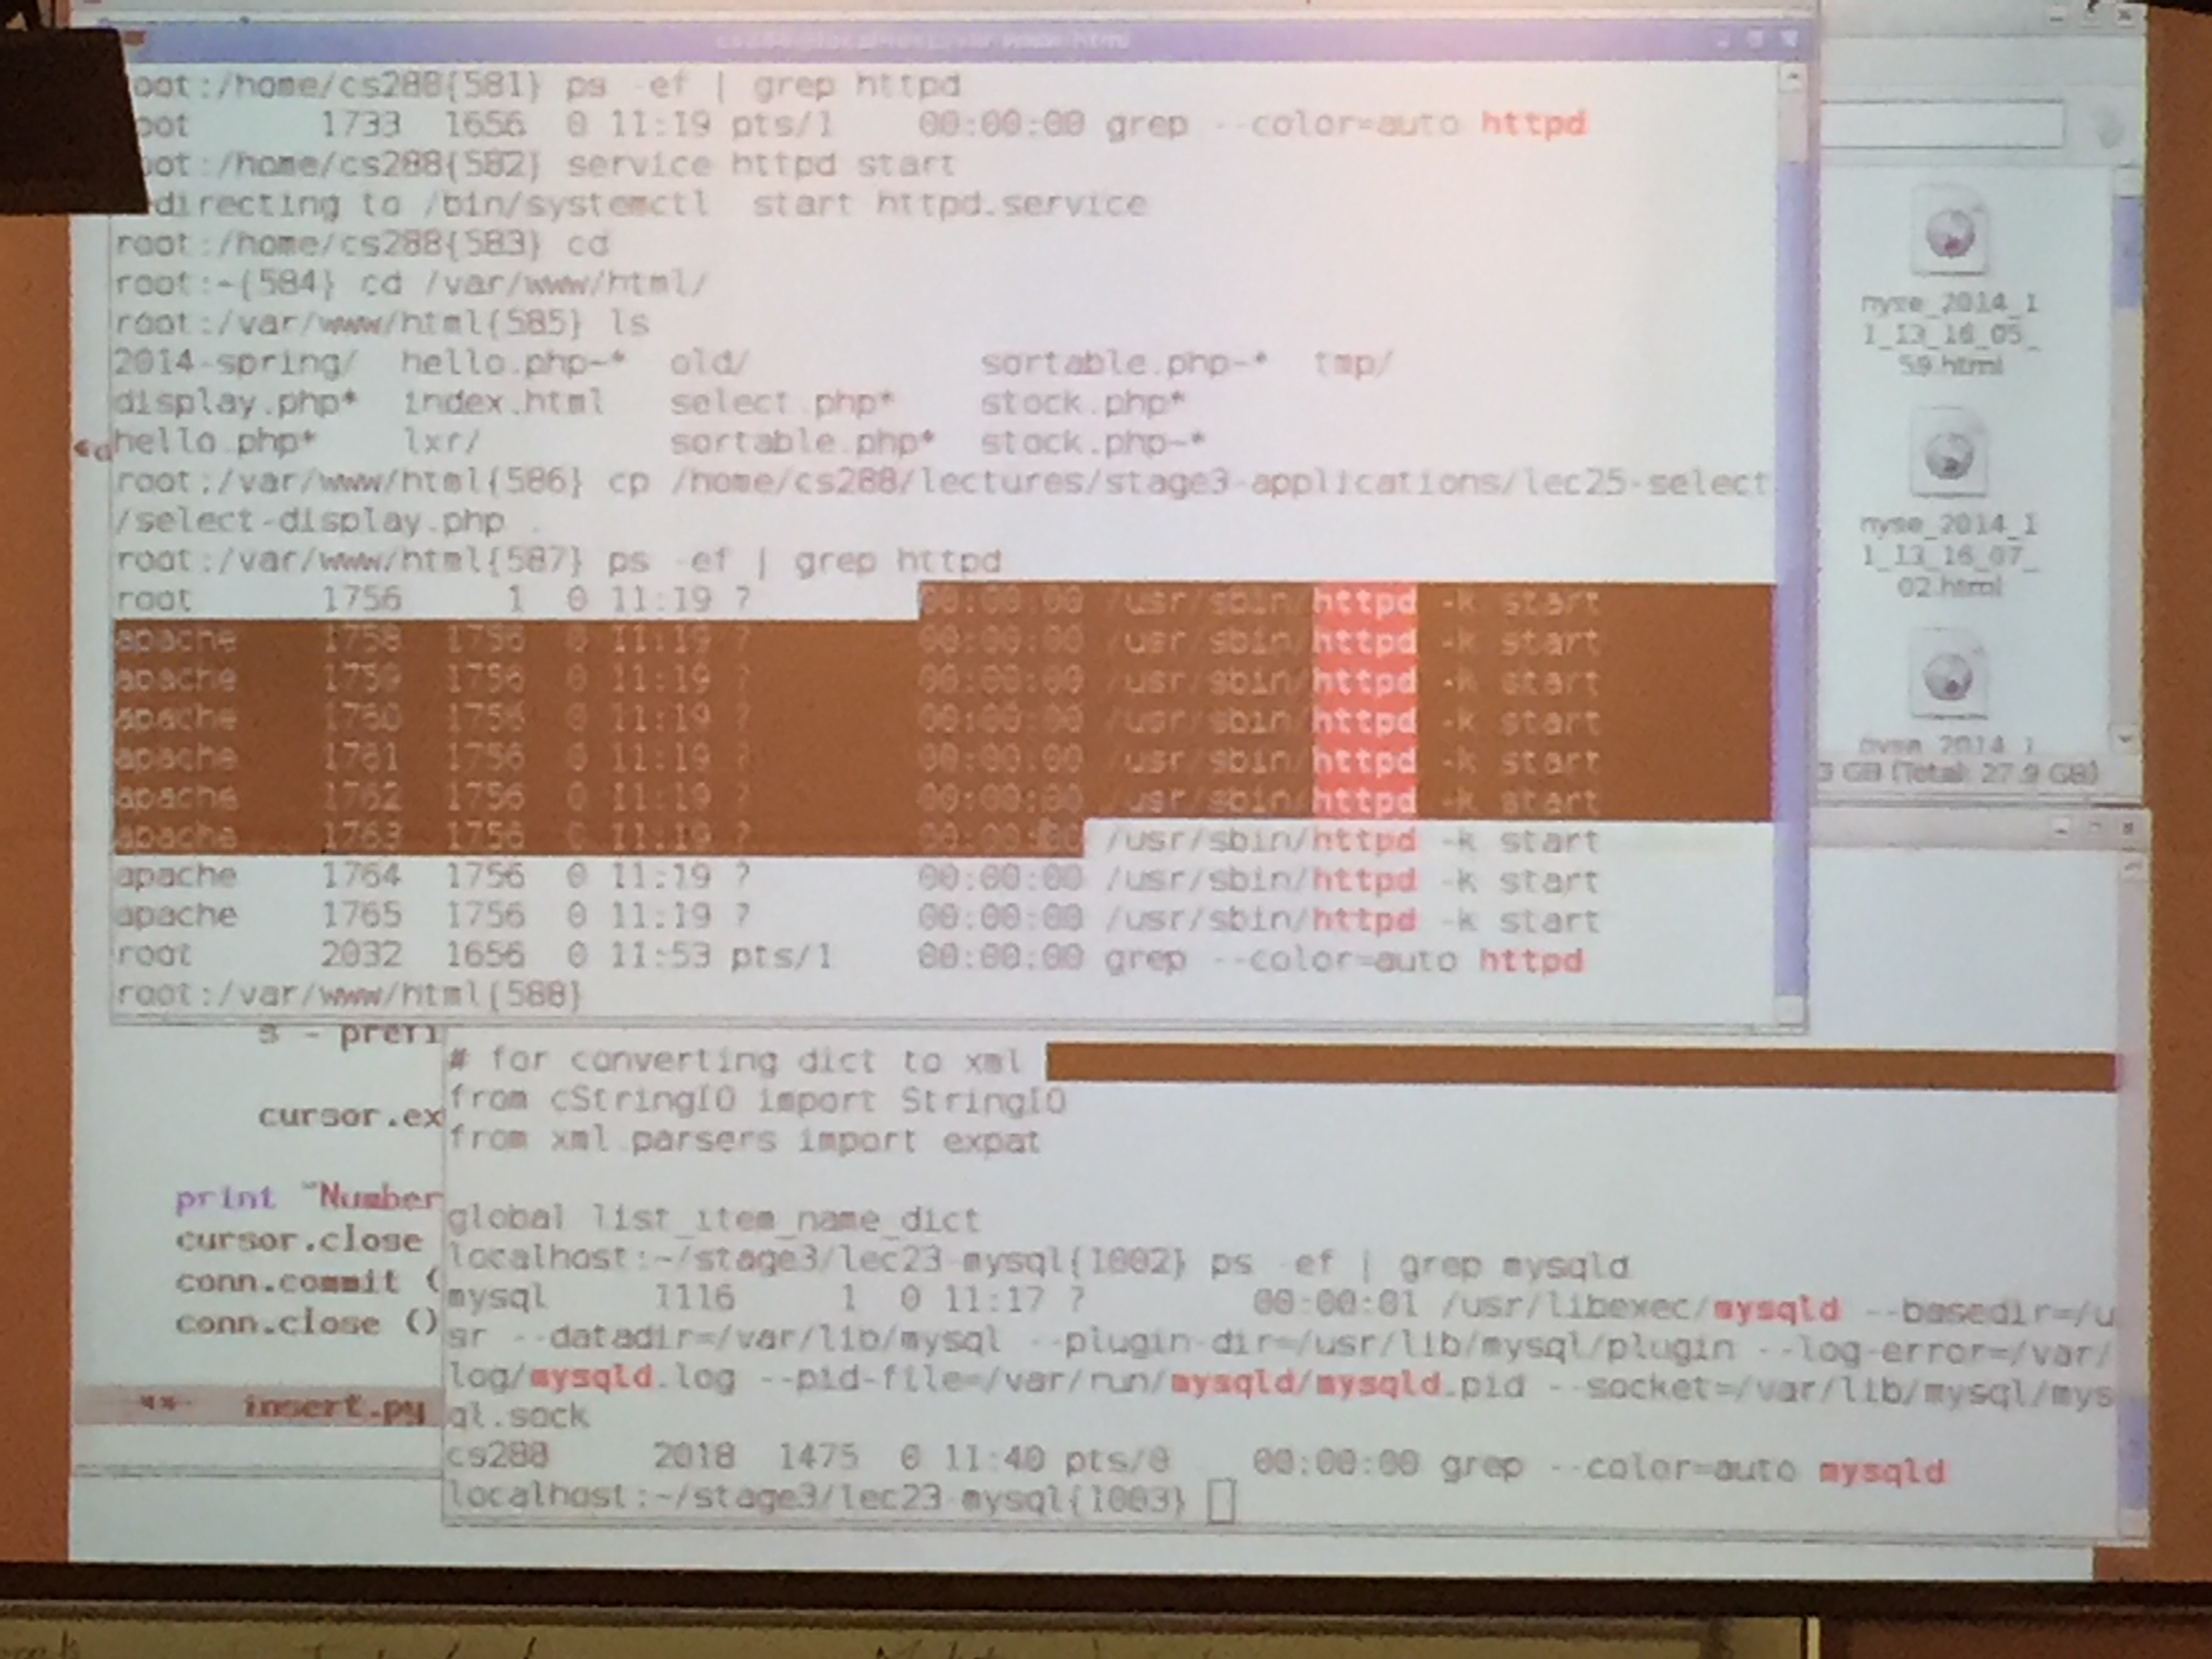 oot:/home/cs288{581} ps -ef | grep httpd
oot 1733 1656 0 11:19 pts/1 00:00:00 grep --color=auto httpd
oot:/home/cs288{582} service httpd start
directing to /bin/systemctl start httpd.service
root:/home/cs288{583} cd
root:~{584} cd /var/www/html/
root:/var/www/html{585} ls
2014-spring/ hello.php~* old/ sortable.php~* tmp/
display.php* index.html select.php* stock.php*
hello.php* lxr/ sortable.php* stock.php~*
root:/var/www/html{586} cp /home/cs288/lectures/stage3-applications/lec25-select
/select-display.php .
root:/var/www/html{587} ps -ef | grep httpd
root 1756 1 0 11:19 ? 00:00:00 /usr/sbin/httpd -k start
apache 1758 1756 0 11:19 ? 00:00:00 /usr/sbin/httpd -k start
apache 1759 1756 0 11:19 ? 00:00:00 /usr/sbin/httpd -k start
apache 1760 1756 0 11:19 ? 00:00:00 /usr/sbin/httpd -k start
apache 1761 1756 0 11:19 ? 00:00:00 /usr/sbin/httpd -k start
apache 1762 1756 0 11:19 ? 00:00:00 /usr/sbin/httpd -k start
apache 1763 1756 0 11:19 ? 00:00:00 /usr/sbin/httpd -k start
apache 1764 1756 0 11:19 ? 00:00:00 /usr/sbin/httpd -k start
apache 1765 1756 0 11:19 ? 00:00:00 /usr/sbin/httpd -k start
root 2032 1656 0 11:53 pts/1 00:00:00 grep --color=auto httpd
root:/var/www/html{588}
nyse_2014_1
1_13_16_05_
59.html
nyse_2014_1
1_13_16_07_
02.html
nyse_2014_1
3 GB (Total: 27.9 GB)
s = prefi
cursor.ex
print "Number
cursor.close
conn.commit (
conn.close ()
insert.py
# for converting dict to xml
from cStringIO import StringIO
from xml.parsers import expat
global list_item_name_dict
localhost:~/stage3/lec23-mysql{1002} ps -ef | grep mysqld
mysql 1116 1 0 11:17 ? 00:00:01 /usr/libexec/mysqld --basedir=/u
sr --datadir=/var/lib/mysql --plugin-dir=/usr/lib/mysql/plugin --log-error=/var/
log/mysqld.log --pid-file=/var/run/mysqld/mysqld.pid --socket=/var/lib/mysql/mys
ql.sock
cs288 2018 1475 0 11:40 pts/0 00:00:00 grep --color=auto mysqld
localhost:~/stage3/lec23-mysql{1003}